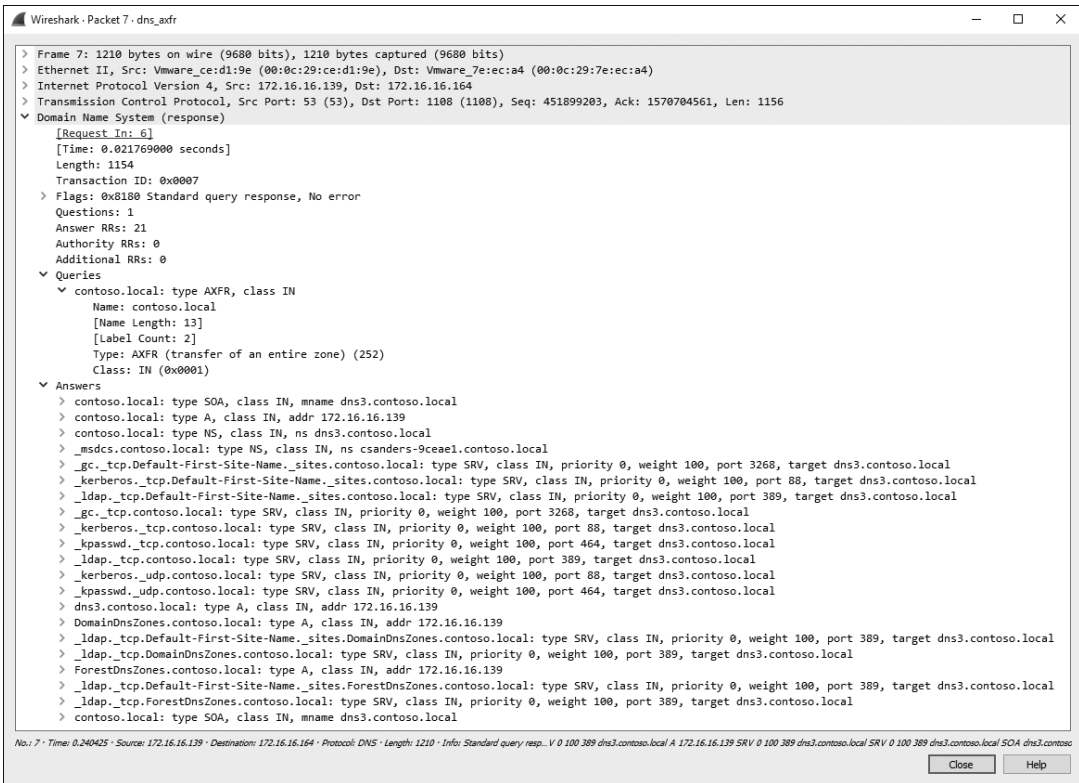 Wireshark · Packet 7 · dns_axfr
Frame 7: 1210 bytes on wire (9680 bits), 1210 bytes captured (9680 bits)
Ethernet II, Src: Vmware_ce:d1:9e (00:0c:29:ce:d1:9e), Dst: Vmware_7e:ec:a4 (00:0c:29:7e:ec:a4)
Internet Protocol Version 4, Src: 172.16.16.139, Dst: 172.16.16.164
Transmission Control Protocol, Src Port: 53 (53), Dst Port: 1108 (1108), Seq: 451899203, Ack: 1570704561, Len: 1156
Domain Name System (response)
[Request In: 6]
[Time: 0.021769000 seconds]
Length: 1154
Transaction ID: 0x0007
Flags: 0x8180 Standard query response, No error
Questions: 1
Answer RRs: 21
Authority RRs: 0
Additional RRs: 0
Queries
contoso.local: type AXFR, class IN
Name: contoso.local
[Name Length: 13]
[Label Count: 2]
Type: AXFR (transfer of an entire zone) (252)
Class: IN (0x0001)
Answers
contoso.local: type SOA, class IN, mname dns3.contoso.local
contoso.local: type A, class IN, addr 172.16.16.139
contoso.local: type NS, class IN, ns dns3.contoso.local
_msdcs.contoso.local: type NS, class IN, ns csanders-9ceae1.contoso.local
_gc._tcp.Default-First-Site-Name._sites.contoso.local: type SRV, class IN, priority 0, weight 100, port 3268, target dns3.contoso.local
_kerberos._tcp.Default-First-Site-Name._sites.contoso.local: type SRV, class IN, priority 0, weight 100, port 88, target dns3.contoso.local
_ldap._tcp.Default-First-Site-Name._sites.contoso.local: type SRV, class IN, priority 0, weight 100, port 389, target dns3.contoso.local
_gc._tcp.contoso.local: type SRV, class IN, priority 0, weight 100, port 3268, target dns3.contoso.local
_kerberos._tcp.contoso.local: type SRV, class IN, priority 0, weight 100, port 88, target dns3.contoso.local
_kpasswd._tcp.contoso.local: type SRV, class IN, priority 0, weight 100, port 464, target dns3.contoso.local
_ldap._tcp.contoso.local: type SRV, class IN, priority 0, weight 100, port 389, target dns3.contoso.local
_kerberos._udp.contoso.local: type SRV, class IN, priority 0, weight 100, port 88, target dns3.contoso.local
_kpasswd._udp.contoso.local: type SRV, class IN, priority 0, weight 100, port 464, target dns3.contoso.local
dns3.contoso.local: type A, class IN, addr 172.16.16.139
DomainDnsZones.contoso.local: type A, class IN, addr 172.16.16.139
_ldap._tcp.Default-First-Site-Name._sites.DomainDnsZones.contoso.local: type SRV, class IN, priority 0, weight 100, port 389, target dns3.contoso.local
_ldap._tcp.DomainDnsZones.contoso.local: type SRV, class IN, priority 0, weight 100, port 389, target dns3.contoso.local
ForestDnsZones.contoso.local: type A, class IN, addr 172.16.16.139
_ldap._tcp.Default-First-Site-Name._sites.ForestDnsZones.contoso.local: type SRV, class IN, priority 0, weight 100, port 389, target dns3.contoso.local
_ldap._tcp.ForestDnsZones.contoso.local: type SRV, class IN, priority 0, weight 100, port 389, target dns3.contoso.local
contoso.local: type SOA, class IN, mname dns3.contoso.local
No.: 7 · Time: 0.240425 · Source: 172.16.16.139 · Destination: 172.16.16.164 · Protocol: DNS · Length: 1210 · Info: Standard query resp...V 0 100 389 dns3.contoso.local A 172.16.16.139 SRV 0 100 389 dns3.contoso.local SRV 0 100 389 dns3.contoso.local SOA dns3.contoso
Close Help